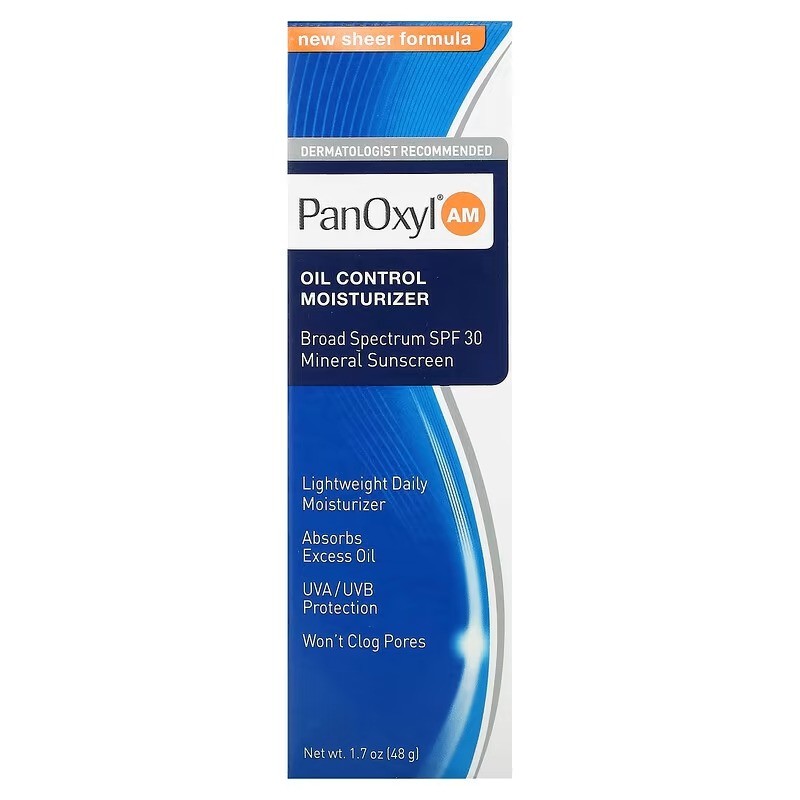 new sheer formula
DERMATOLOGIST RECOMMENDED
PanOxyl® AM
OIL CONTROL
MOISTURIZER
Broad Spectrum SPF 30
Mineral Sunscreen
Lightweight Daily
Moisturizer
Absorbs
Excess Oil
UVA/UVB
Protection
Won't Clog Pores
Net wt. 1.7 oz (48 g)